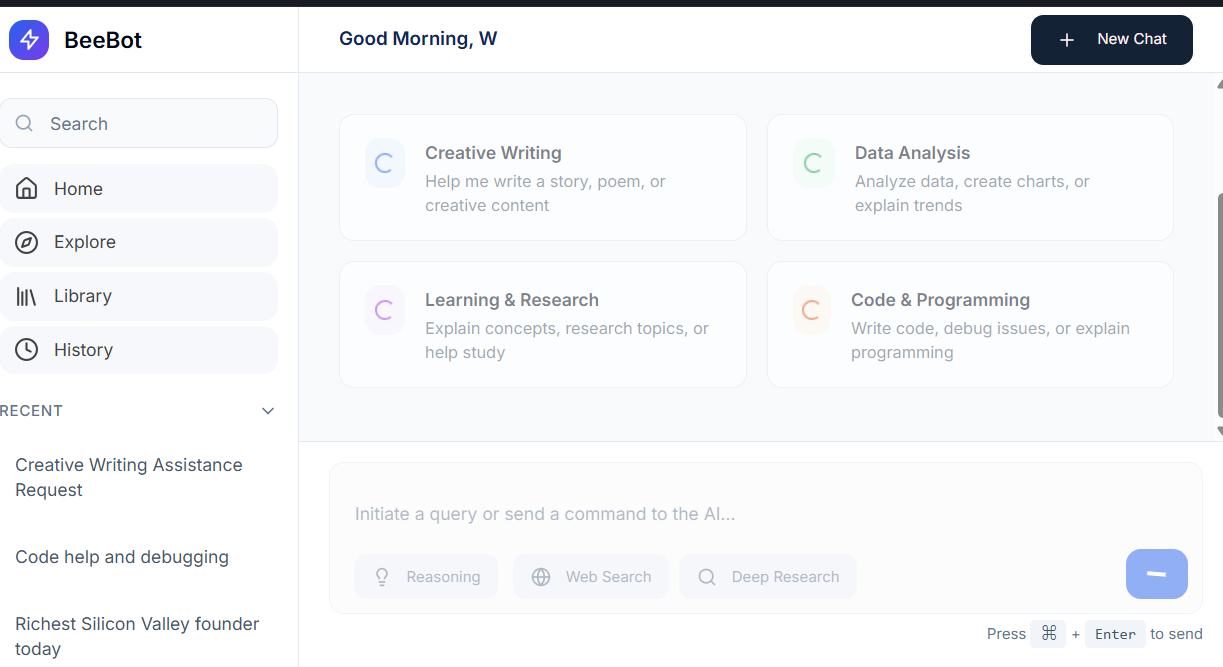 BeeBot
Good Morning, W
New Chat
Search
Home
Explore
Library
History
RECENT
Creative Writing Assistance
Request
Code help and debugging
Richest Silicon Valley founder
today
Creative Writing
Help me write a story, poem, or
creative content
Data Analysis
Analyze data, create charts, or
explain trends
Learning & Research
Explain concepts, research topics, or
help study
Code & Programming
Write code, debug issues, or explain
programming
Initiate a query or send a command to the AI...
Reasoning
Web Search
Deep Research
Press ⌘ + Enter to send